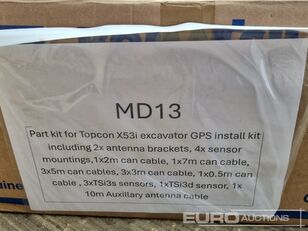 MD13
Part kit for Topcon X53i excavator GPS install kit
including 2x antenna brackets, 4x sensor
mountings,1x2m can cable, 1x7m can cable,
3x5m can cables, 3x3m can cable, 1x0.5m can
cable , 3xTSi3s sensors, 1xTSi3d sensor, 1x
10m Auxillary antenna cable
EURO AUCTIONS